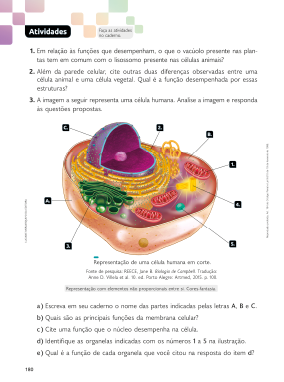 Atividades
Faça as atividades
no caderno.
1. Em relação às funções que desempenham, o que o vacúolo presente nas plan-
tas tem em comum com o lisossomo presente nas células animais?
2. Além da parede celular, cite outras duas diferenças observadas entre uma
célula animal e uma célula vegetal. Qual é a função desempenhada por essas
estruturas?
3. A imagem a seguir representa uma célula humana. Analise a imagem e responda
às questões propostas.
C.
2.
B.
1.
A.
4.
3.
5.
Representação de uma célula humana em corte.
Fonte de pesquisa: REECE, Jane B. Biologia de Campbell. Tradução:
Anne D. Villela et al. 10. ed. Porto Alegre: Artmed, 2015. p. 100.
Representação com elementos não proporcionais entre si. Cores-fantasia.
a) Escreva em seu caderno o nome das partes indicadas pelas letras A, B e C.
b) Quais são as principais funções da membrana celular?
c) Cite uma função que o núcleo desempenha na célula.
d) Identifique as organelas indicadas com os números 1 a 5 na ilustração.
e) Qual é a função de cada organela que você citou na resposta do item d?
180